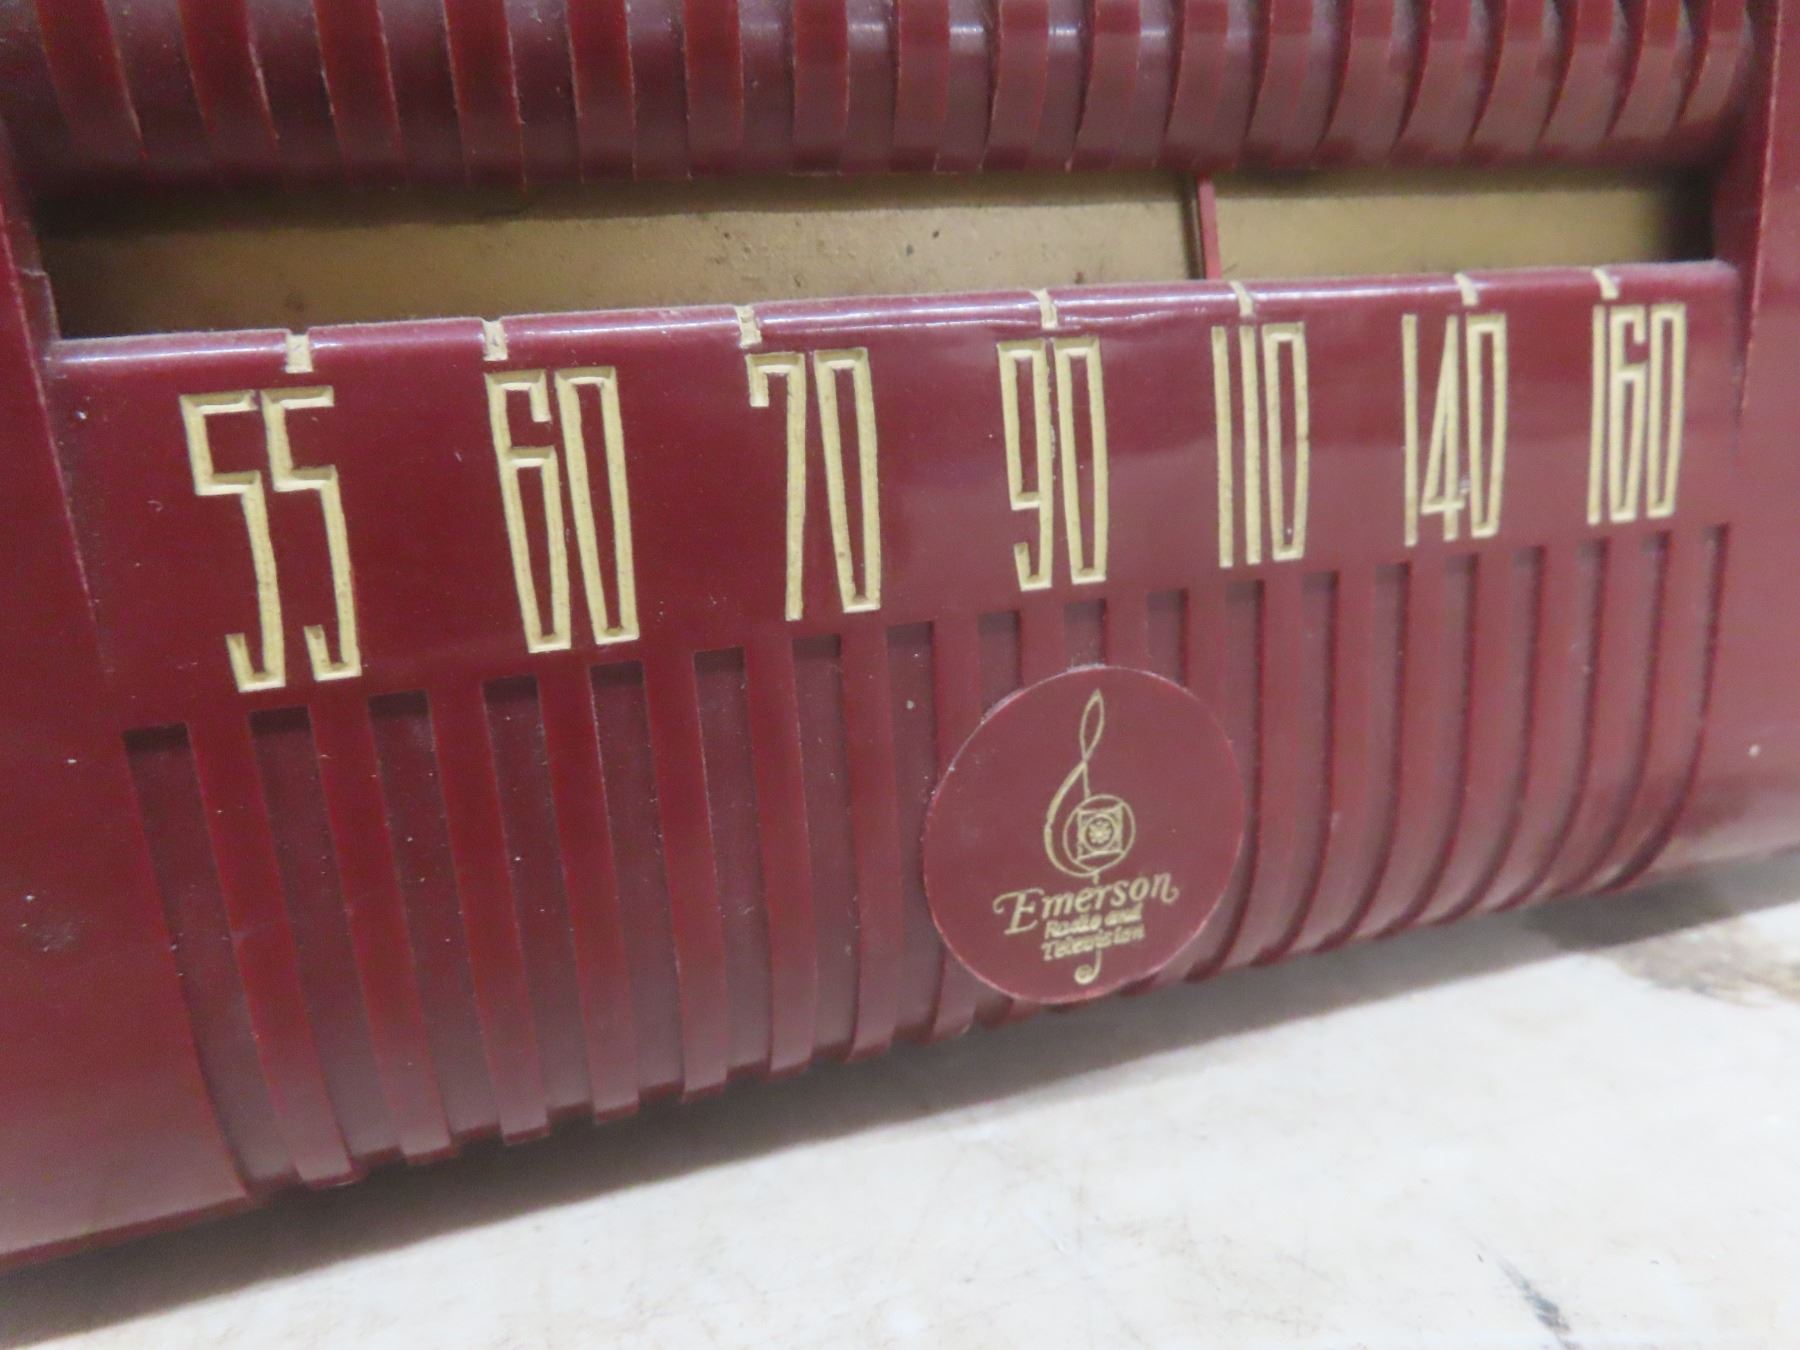 55 60 70 90 110 140 160
Emerson
Radio and
Television